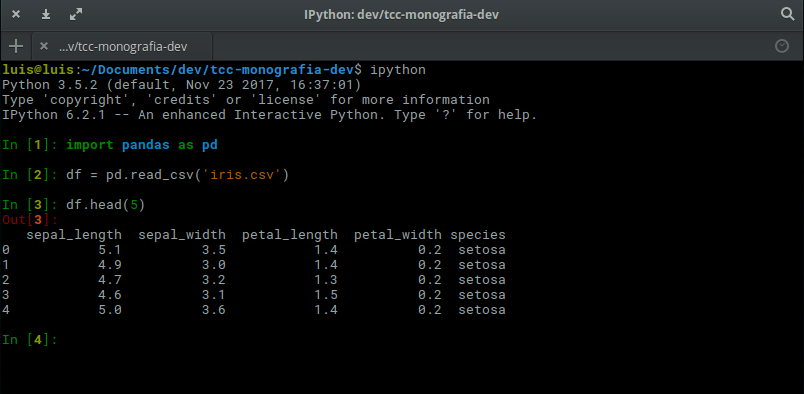 IPython: dev/tcc-monografia-dev
...v/tcc-monografia-dev
luis@luis:~/Documents/dev/tcc-monografia-dev$ ipython
Python 3.5.2 (default, Nov 23 2017, 16:37:01)
Type 'copyright', 'credits' or 'license' for more information
IPython 6.2.1 -- An enhanced Interactive Python. Type '?' for help.
In [1]: import pandas as pd
In [2]: df = pd.read_csv('iris.csv')
In [3]: df.head(5)
Out[3]:
   sepal_length  sepal_width  petal_length  petal_width species
0           5.1          3.5           1.4          0.2  setosa
1           4.9          3.0           1.4          0.2  setosa
2           4.7          3.2           1.3          0.2  setosa
3           4.6          3.1           1.5          0.2  setosa
4           5.0          3.6           1.4          0.2  setosa
In [4]: